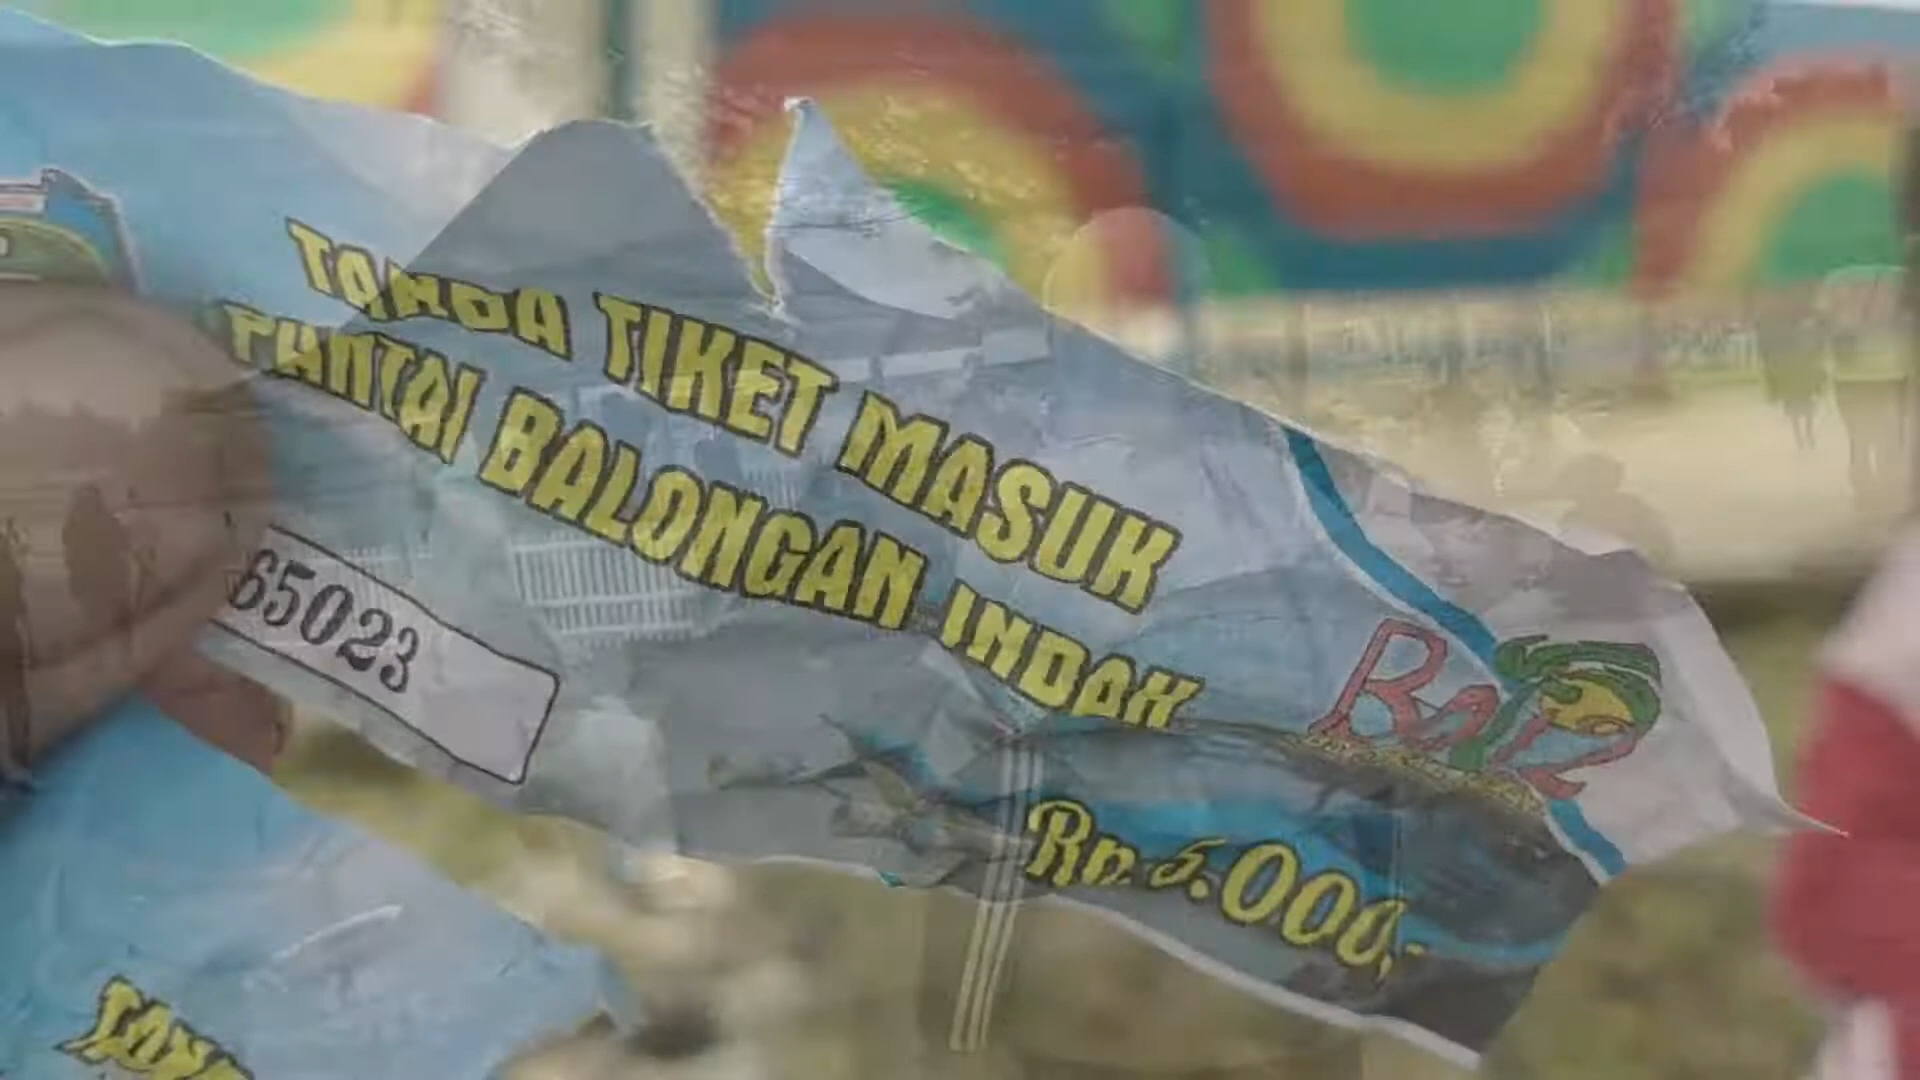 TANDA TIKET MASUK
PANTAI BALONGAN INDAH
65023
Rp. 5.000,-